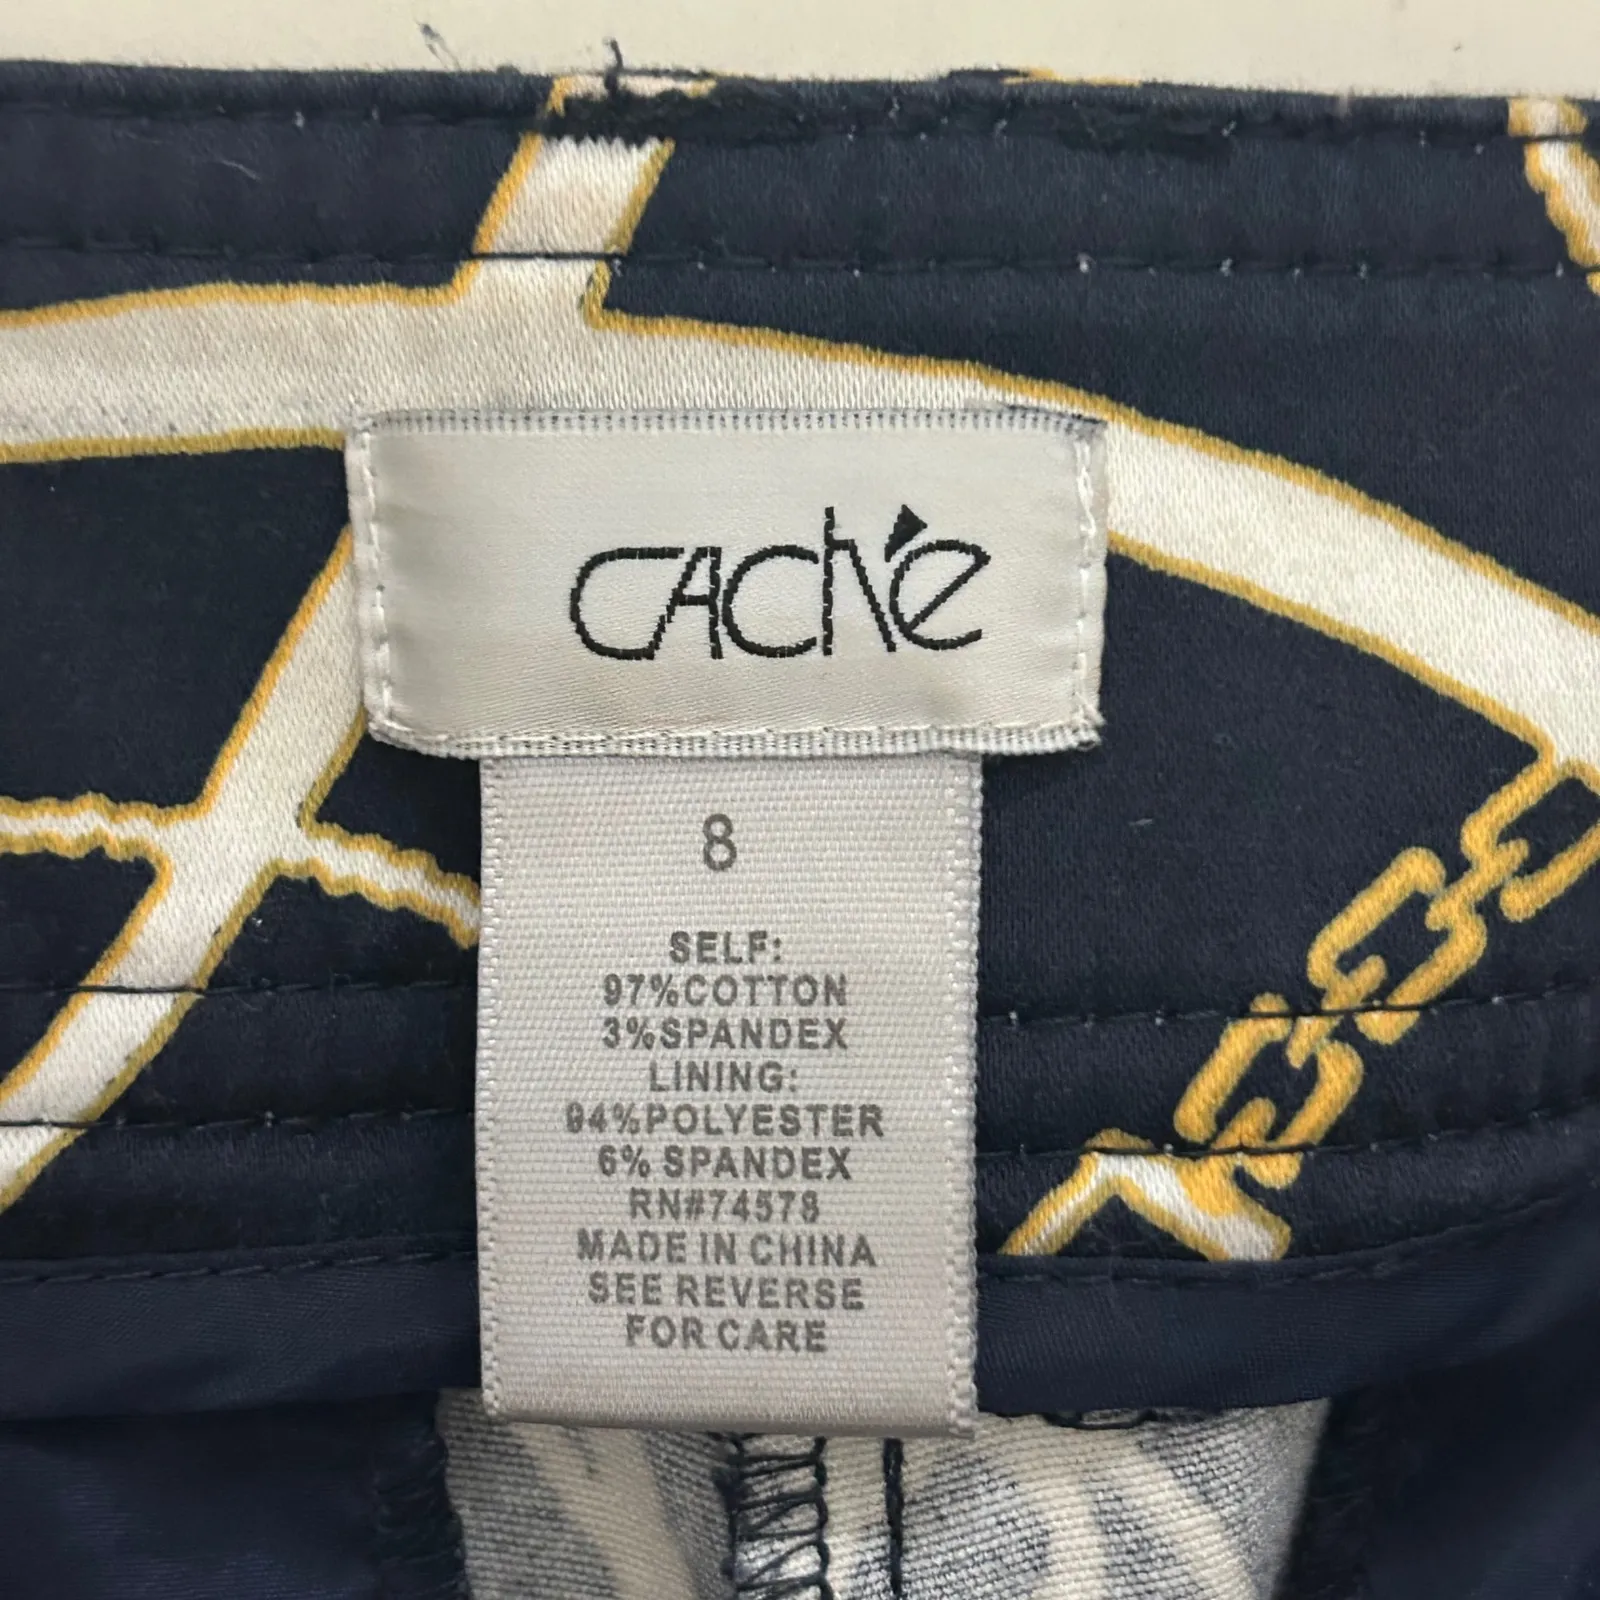 CAChé
8
SELF:
97%COTTON
3%SPANDEX
LINING:
94%POLYESTER
6% SPANDEX
RN#74578
MADE IN CHINA
SEE REVERSE
FOR CARE